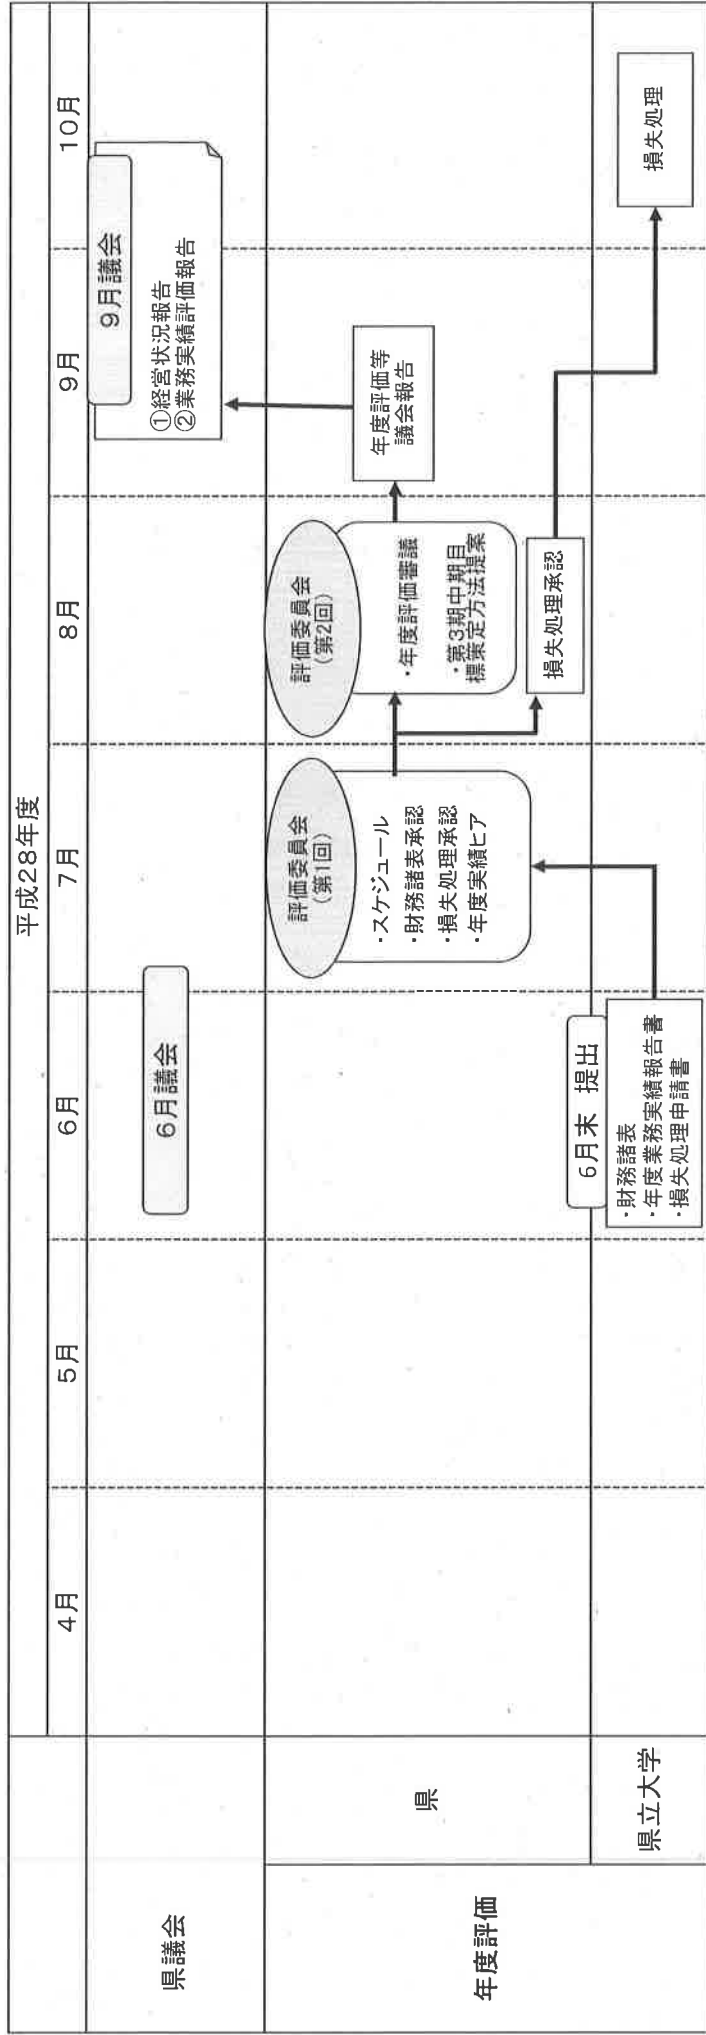 平成28年度
4月
5月
6月
7月
8月
9月
10月
県議会
6月議会
9月議会
①経営状況報告
②業務実績評価報告
年度評価
県
評価委員会
(第1回)
・スケジュール
・財務諸表承認
・損失処理承認
・年度実績ヒア
評価委員会
(第2回)
・年度評価審議
・第3期中期目
標策定方法提案
年度評価等
議会報告
損失処理承認
県立大学
6月末 提出
・財務諸表
・年度業務実績報告書
・損失処理申請書
損失処理